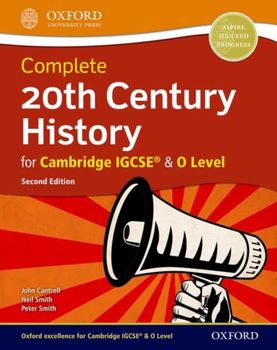 OXFORD
UNIVERSITY PRESS
ASPIRE
SUCCEED
PROGRESS
Complete
20th Century
History
for Cambridge IGCSE® & O Level
Second Edition
John Cantrell
Neil Smith
Peter Smith
Oxford excellence for Cambridge IGCSE® & O Level